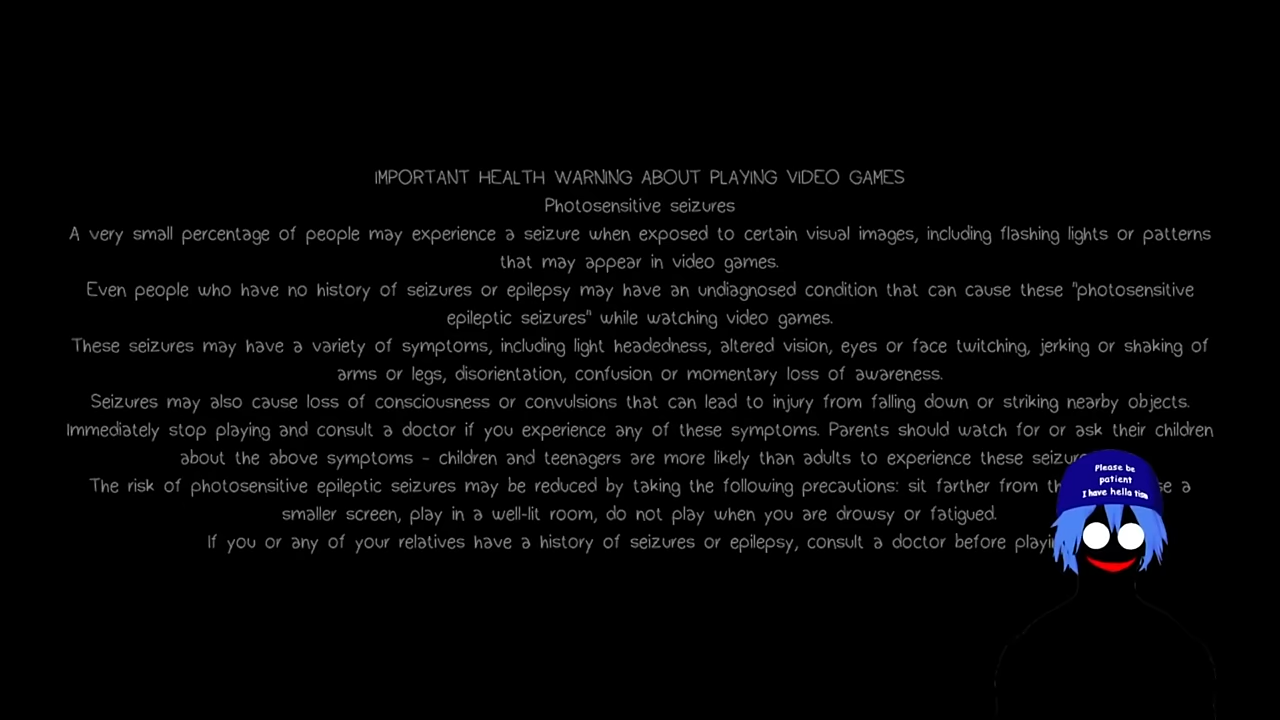 IMPORTANT HEALTH WARNING ABOUT PLAYING VIDEO GAMES
Photosensitive seizures
A very small percentage of people may experience a seizure when exposed to certain visual images, including flashing lights or patterns
that may appear in video games.
Even people who have no history of seizures or epilepsy may have an undiagnosed condition that can cause these "photosensitive
epileptic seizures" while watching video games.
These seizures may have a variety of symptoms, including light headedness, altered vision, eyes or face twitching, jerking or shaking of
arms or legs, disorientation, confusion or momentary loss of awareness.
Seizures may also cause loss of consciousness or convulsions that can lead to injury from falling down or striking nearby objects.
Immediately stop playing and consult a doctor if you experience any of these symptoms. Parents should watch for or ask their children
about the above symptoms - children and teenagers are more likely than adults to experience these
The risk of photosensitive epileptic seizures may be reduced by taking the following precautions: sit farther from a
smaller screen, play in a well-lit room, do not play when you are drowsy or fatigued.
If you or any of your relatives have a history of seizures or epilepsy, consult a doctor before
Please be
patient
I have hella tism